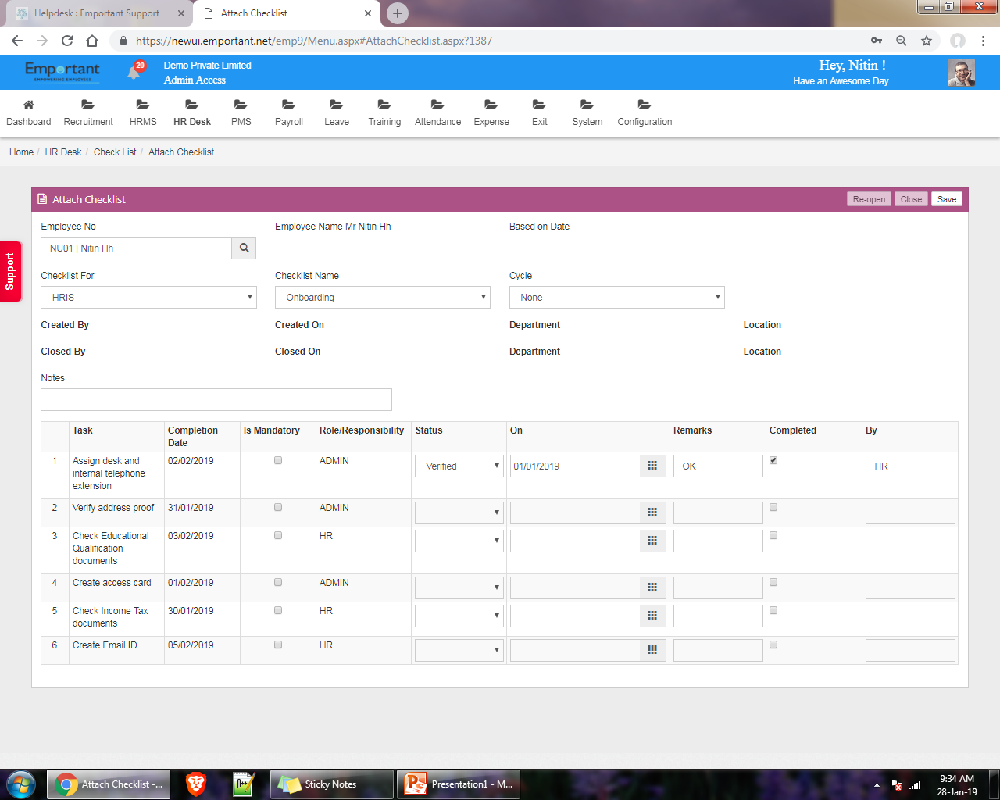 Helpdesk : Emportant Support
Attach Checklist
https://newui.emportant.net/emp9/Menu.aspx#AttachChecklist.aspx?1387
Emportant
EMPOWERING EMPLOYEES
20
Demo Private Limited
Admin Access
Hey, Nitin !
Have an Awesome Day
Dashboard Recruitment HRMS HR Desk PMS Payroll Leave Training Attendance Expense Exit System Configuration
Home / HR Desk / Check List / Attach Checklist
Attach Checklist
Re-open Close Save
Support
Employee No Employee Name Mr Nitin Hh Based on Date
NU01 | Nitin Hh
Checklist For Checklist Name Cycle
HRIS Onboarding None
Created By Created On Department Location
Closed By Closed On Department Location
Notes
Task Completion Date Is Mandatory Role/Responsibility Status On Remarks Completed By
1 Assign desk and internal telephone extension 02/02/2019 ADMIN Verified 01/01/2019 OK HR
2 Verify address proof 31/01/2019 ADMIN
3 Check Educational Qualification documents 03/02/2019 HR
4 Create access card 01/02/2019 ADMIN
5 Check Income Tax documents 30/01/2019 HR
6 Create Email ID 05/02/2019 HR
Attach Checklist -...
n++
Sticky Notes
Presentation1 - M...
9:34 AM
28-Jan-19